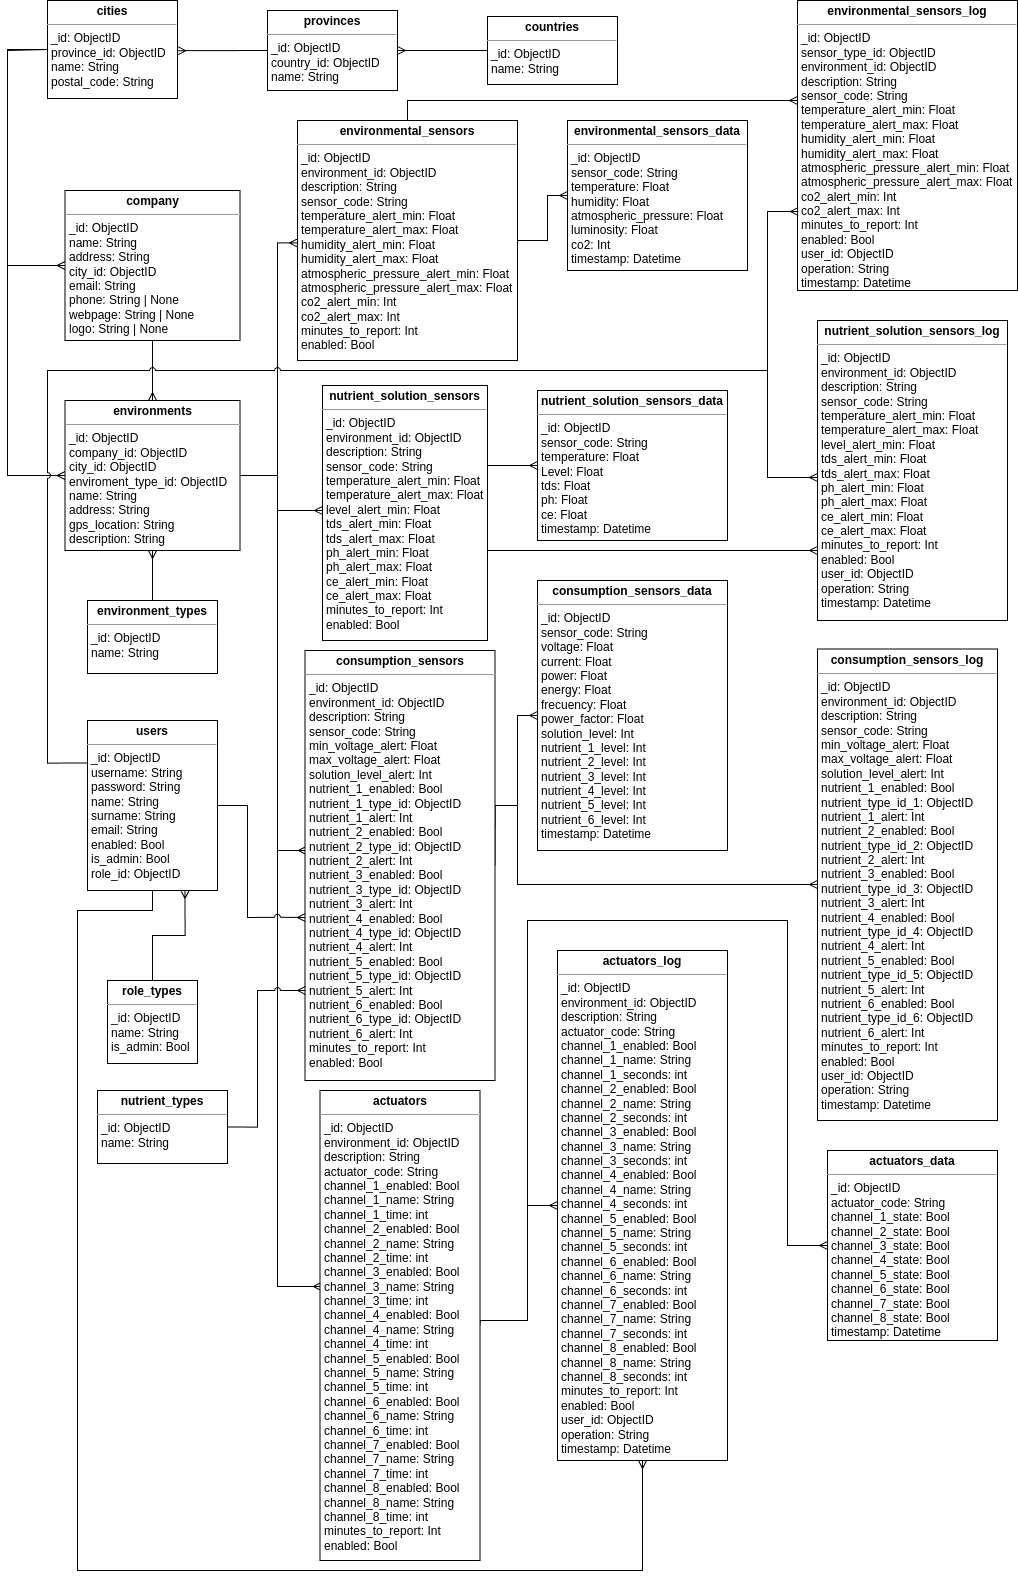 cities
_id: ObjectID
province_id: ObjectID
name: String
postal_code: String
provinces
_id: ObjectID
country_id: ObjectID
name: String
countries
_id: ObjectID
name: String
environmental_sensors_log
_id: ObjectID
sensor_type_id: ObjectID
environment_id: ObjectID
description: String
sensor_code: String
temperature_alert_min: Float
temperature_alert_max: Float
humidity_alert_min: Float
humidity_alert_max: Float
atmospheric_pressure_alert_min: Float
atmospheric_pressure_alert_max: Float
co2_alert_min: Int
co2_alert_max: Int
minutes_to_report: Int
enabled: Bool
user_id: ObjectID
operation: String
timestamp: Datetime
environmental_sensors
_id: ObjectID
environment_id: ObjectID
description: String
sensor_code: String
temperature_alert_min: Float
temperature_alert_max: Float
humidity_alert_min: Float
humidity_alert_max: Float
atmospheric_pressure_alert_min: Float
atmospheric_pressure_alert_max: Float
co2_alert_min: Int
co2_alert_max: Int
minutes_to_report: Int
enabled: Bool
environmental_sensors_data
_id: ObjectID
sensor_code: String
temperature: Float
humidity: Float
atmospheric_pressure: Float
luminosity: Float
co2: Int
timestamp: Datetime
company
_id: ObjectID
name: String
address: String
city_id: ObjectID
email: String
phone: String | None
webpage: String | None
logo: String | None
nutrient_solution_sensors_log
_id: ObjectID
environment_id: ObjectID
description: String
sensor_code: String
temperature_alert_min: Float
temperature_alert_max: Float
level_alert_min: Float
tds_alert_min: Float
tds_alert_max: Float
ph_alert_min: Float
ph_alert_max: Float
ce_alert_min: Float
ce_alert_max: Float
minutes_to_report: Int
enabled: Bool
user_id: ObjectID
operation: String
timestamp: Datetime
environments
_id: ObjectID
company_id: ObjectID
city_id: ObjectID
enviroment_type_id: ObjectID
name: String
address: String
gps_location: String
description: String
nutrient_solution_sensors
_id: ObjectID
environment_id: ObjectID
description: String
sensor_code: String
temperature_alert_min: Float
temperature_alert_max: Float
level_alert_min: Float
tds_alert_min: Float
tds_alert_max: Float
ph_alert_min: Float
ph_alert_max: Float
ce_alert_min: Float
ce_alert_max: Float
minutes_to_report: Int
enabled: Bool
nutrient_solution_sensors_data
_id: ObjectID
sensor_code: String
temperature: Float
Level: Float
tds: Float
ph: Float
ce: Float
timestamp: Datetime
environment_types
_id: ObjectID
name: String
consumption_sensors_data
_id: ObjectID
sensor_code: String
voltage: Float
current: Float
power: Float
energy: Float
frecuency: Float
power_factor: Float
solution_level: Int
nutrient_1_level: Int
nutrient_2_level: Int
nutrient_3_level: Int
nutrient_4_level: Int
nutrient_5_level: Int
nutrient_6_level: Int
timestamp: Datetime
consumption_sensors
_id: ObjectID
environment_id: ObjectID
description: String
sensor_code: String
min_voltage_alert: Float
max_voltage_alert: Float
solution_level_alert: Int
nutrient_1_enabled: Bool
nutrient_1_type_id: ObjectID
nutrient_1_alert: Int
nutrient_2_enabled: Bool
nutrient_2_type_id: ObjectID
nutrient_2_alert: Int
nutrient_3_enabled: Bool
nutrient_3_type_id: ObjectID
nutrient_3_alert: Int
nutrient_4_enabled: Bool
nutrient_4_type_id: ObjectID
nutrient_4_alert: Int
nutrient_5_enabled: Bool
nutrient_5_type_id: ObjectID
nutrient_5_alert: Int
nutrient_6_enabled: Bool
nutrient_6_type_id: ObjectID
nutrient_6_alert: Int
minutes_to_report: Int
enabled: Bool
consumption_sensors_log
_id: ObjectID
environment_id: ObjectID
description: String
sensor_code: String
min_voltage_alert: Float
max_voltage_alert: Float
solution_level_alert: Int
nutrient_1_enabled: Bool
nutrient_type_id_1: ObjectID
nutrient_1_alert: Int
nutrient_2_enabled: Bool
nutrient_type_id_2: ObjectID
nutrient_2_alert: Int
nutrient_3_enabled: Bool
nutrient_type_id_3: ObjectID
nutrient_3_alert: Int
nutrient_4_enabled: Bool
nutrient_type_id_4: ObjectID
nutrient_4_alert: Int
nutrient_5_enabled: Bool
nutrient_type_id_5: ObjectID
nutrient_5_alert: Int
nutrient_6_enabled: Bool
nutrient_type_id_6: ObjectID
nutrient_6_alert: Int
minutes_to_report: Int
enabled: Bool
user_id: ObjectID
operation: String
timestamp: Datetime
users
_id: ObjectID
username: String
password: String
name: String
surname: String
email: String
enabled: Bool
is_admin: Bool
role_id: ObjectID
role_types
_id: ObjectID
name: String
is_admin: Bool
nutrient_types
_id: ObjectID
name: String
actuators_log
_id: ObjectID
environment_id: ObjectID
description: String
actuator_code: String
channel_1_enabled: Bool
channel_1_name: String
channel_1_seconds: int
channel_2_enabled: Bool
channel_2_name: String
channel_2_seconds: int
channel_3_enabled: Bool
channel_3_name: String
channel_3_seconds: int
channel_4_enabled: Bool
channel_4_name: String
channel_4_seconds: int
channel_5_enabled: Bool
channel_5_name: String
channel_5_seconds: int
channel_6_enabled: Bool
channel_6_name: String
channel_6_seconds: int
channel_7_enabled: Bool
channel_7_name: String
channel_7_seconds: int
channel_8_enabled: Bool
channel_8_name: String
channel_8_seconds: int
minutes_to_report: Int
enabled: Bool
user_id: ObjectID
operation: String
timestamp: Datetime
actuators
_id: ObjectID
environment_id: ObjectID
description: String
actuator_code: String
channel_1_enabled: Bool
channel_1_name: String
channel_1_time: int
channel_2_enabled: Bool
channel_2_name: String
channel_2_time: int
channel_3_enabled: Bool
channel_3_name: String
channel_3_time: int
channel_4_enabled: Bool
channel_4_name: String
channel_4_time: int
channel_5_enabled: Bool
channel_5_name: String
channel_5_time: int
channel_6_enabled: Bool
channel_6_name: String
channel_6_time: int
channel_7_enabled: Bool
channel_7_name: String
channel_7_time: int
channel_8_enabled: Bool
channel_8_name: String
channel_8_time: int
minutes_to_report: Int
enabled: Bool
actuators_data
_id: ObjectID
actuator_code: String
channel_1_state: Bool
channel_2_state: Bool
channel_3_state: Bool
channel_4_state: Bool
channel_5_state: Bool
channel_6_state: Bool
channel_7_state: Bool
channel_8_state: Bool
timestamp: Datetime